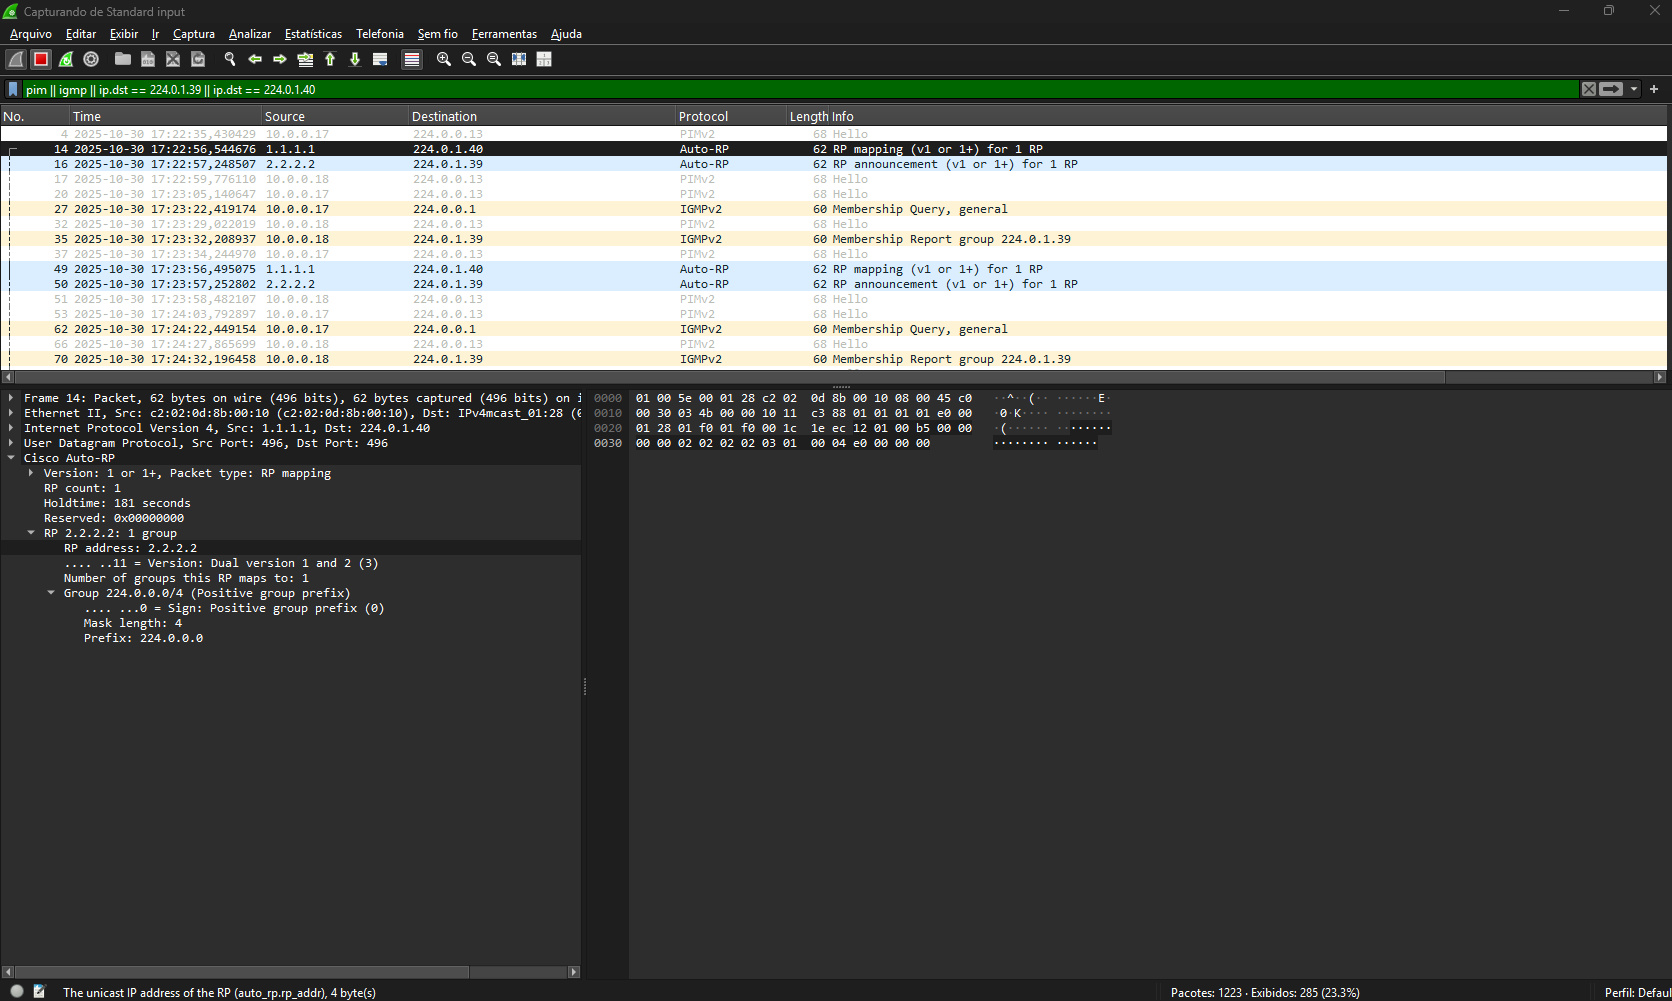 Capturando de Standard input
Arquivo Editar Exibir Ir Captura Analizar Estatísticas Telefonia Sem fio Ferramentas Ajuda
pim || igmp || ip.dst == 224.0.1.39 || ip.dst == 224.0.1.40
No. Time Source Destination Protocol Length Info
4 2025-10-30 17:22:35,430429 10.0.0.17 224.0.0.13 PIMv2 68 Hello
14 2025-10-30 17:22:56,544676 1.1.1.1 224.0.1.40 Auto-RP 62 RP mapping (v1 or 1+) for 1 RP
16 2025-10-30 17:22:57,248507 2.2.2.2 224.0.1.39 Auto-RP 62 RP announcement (v1 or 1+) for 1 RP
17 2025-10-30 17:22:59,776110 10.0.0.18 224.0.0.13 PIMv2 68 Hello
20 2025-10-30 17:23:05,140647 10.0.0.17 224.0.0.13 PIMv2 68 Hello
27 2025-10-30 17:23:22,419174 10.0.0.17 224.0.0.1 IGMPv2 60 Membership Query, general
32 2025-10-30 17:23:29,022019 10.0.0.18 224.0.0.13 PIMv2 68 Hello
35 2025-10-30 17:23:32,208937 10.0.0.18 224.0.1.39 IGMPv2 60 Membership Report group 224.0.1.39
37 2025-10-30 17:23:34,244970 10.0.0.17 224.0.0.13 PIMv2 68 Hello
49 2025-10-30 17:23:56,495075 1.1.1.1 224.0.1.40 Auto-RP 62 RP mapping (v1 or 1+) for 1 RP
50 2025-10-30 17:23:57,252802 2.2.2.2 224.0.1.39 Auto-RP 62 RP announcement (v1 or 1+) for 1 RP
51 2025-10-30 17:23:58,482107 10.0.0.18 224.0.0.13 PIMv2 68 Hello
53 2025-10-30 17:24:03,792897 10.0.0.17 224.0.0.13 PIMv2 68 Hello
62 2025-10-30 17:24:22,449154 10.0.0.17 224.0.0.1 IGMPv2 60 Membership Query, general
66 2025-10-30 17:24:27,865699 10.0.0.18 224.0.0.13 PIMv2 68 Hello
70 2025-10-30 17:24:32,196458 10.0.0.18 224.0.1.39 IGMPv2 60 Membership Report group 224.0.1.39
Frame 14: Packet, 62 bytes on wire (496 bits), 62 bytes captured (496 bits) on i
Ethernet II, Src: c2:02:0d:8b:00:10 (c2:02:0d:8b:00:10), Dst: IPv4mcast_01:28 (0
Internet Protocol Version 4, Src: 1.1.1.1, Dst: 224.0.1.40
User Datagram Protocol, Src Port: 496, Dst Port: 496
Cisco Auto-RP
Version: 1 or 1+, Packet type: RP mapping
RP count: 1
Holdtime: 181 seconds
Reserved: 0x00000000
RP 2.2.2.2: 1 group
RP address: 2.2.2.2
.... ..11 = Version: Dual version 1 and 2 (3)
Number of groups this RP maps to: 1
Group 224.0.0.0/4 (Positive group prefix)
.... ...0 = Sign: Positive group prefix (0)
Mask length: 4
Prefix: 224.0.0.0
0000 01 00 5e 00 01 28 c2 02 0d 8b 00 10 08 00 45 c0 ··^··(·· ······E·
0010 00 30 03 4b 00 00 10 11 c3 88 01 01 01 01 e0 00 ·0·K···· ········
0020 01 28 01 f0 01 f0 00 1c 1e ec 12 01 00 b5 00 00 ·(······ ········
0030 00 00 02 02 02 02 03 01 00 04 e0 00 00 00 ········ ······
The unicast IP address of the RP (auto_rp.rp_addr), 4 byte(s)
Pacotes: 1223 · Exibidos: 285 (23.3%)
Perfil: Defaul